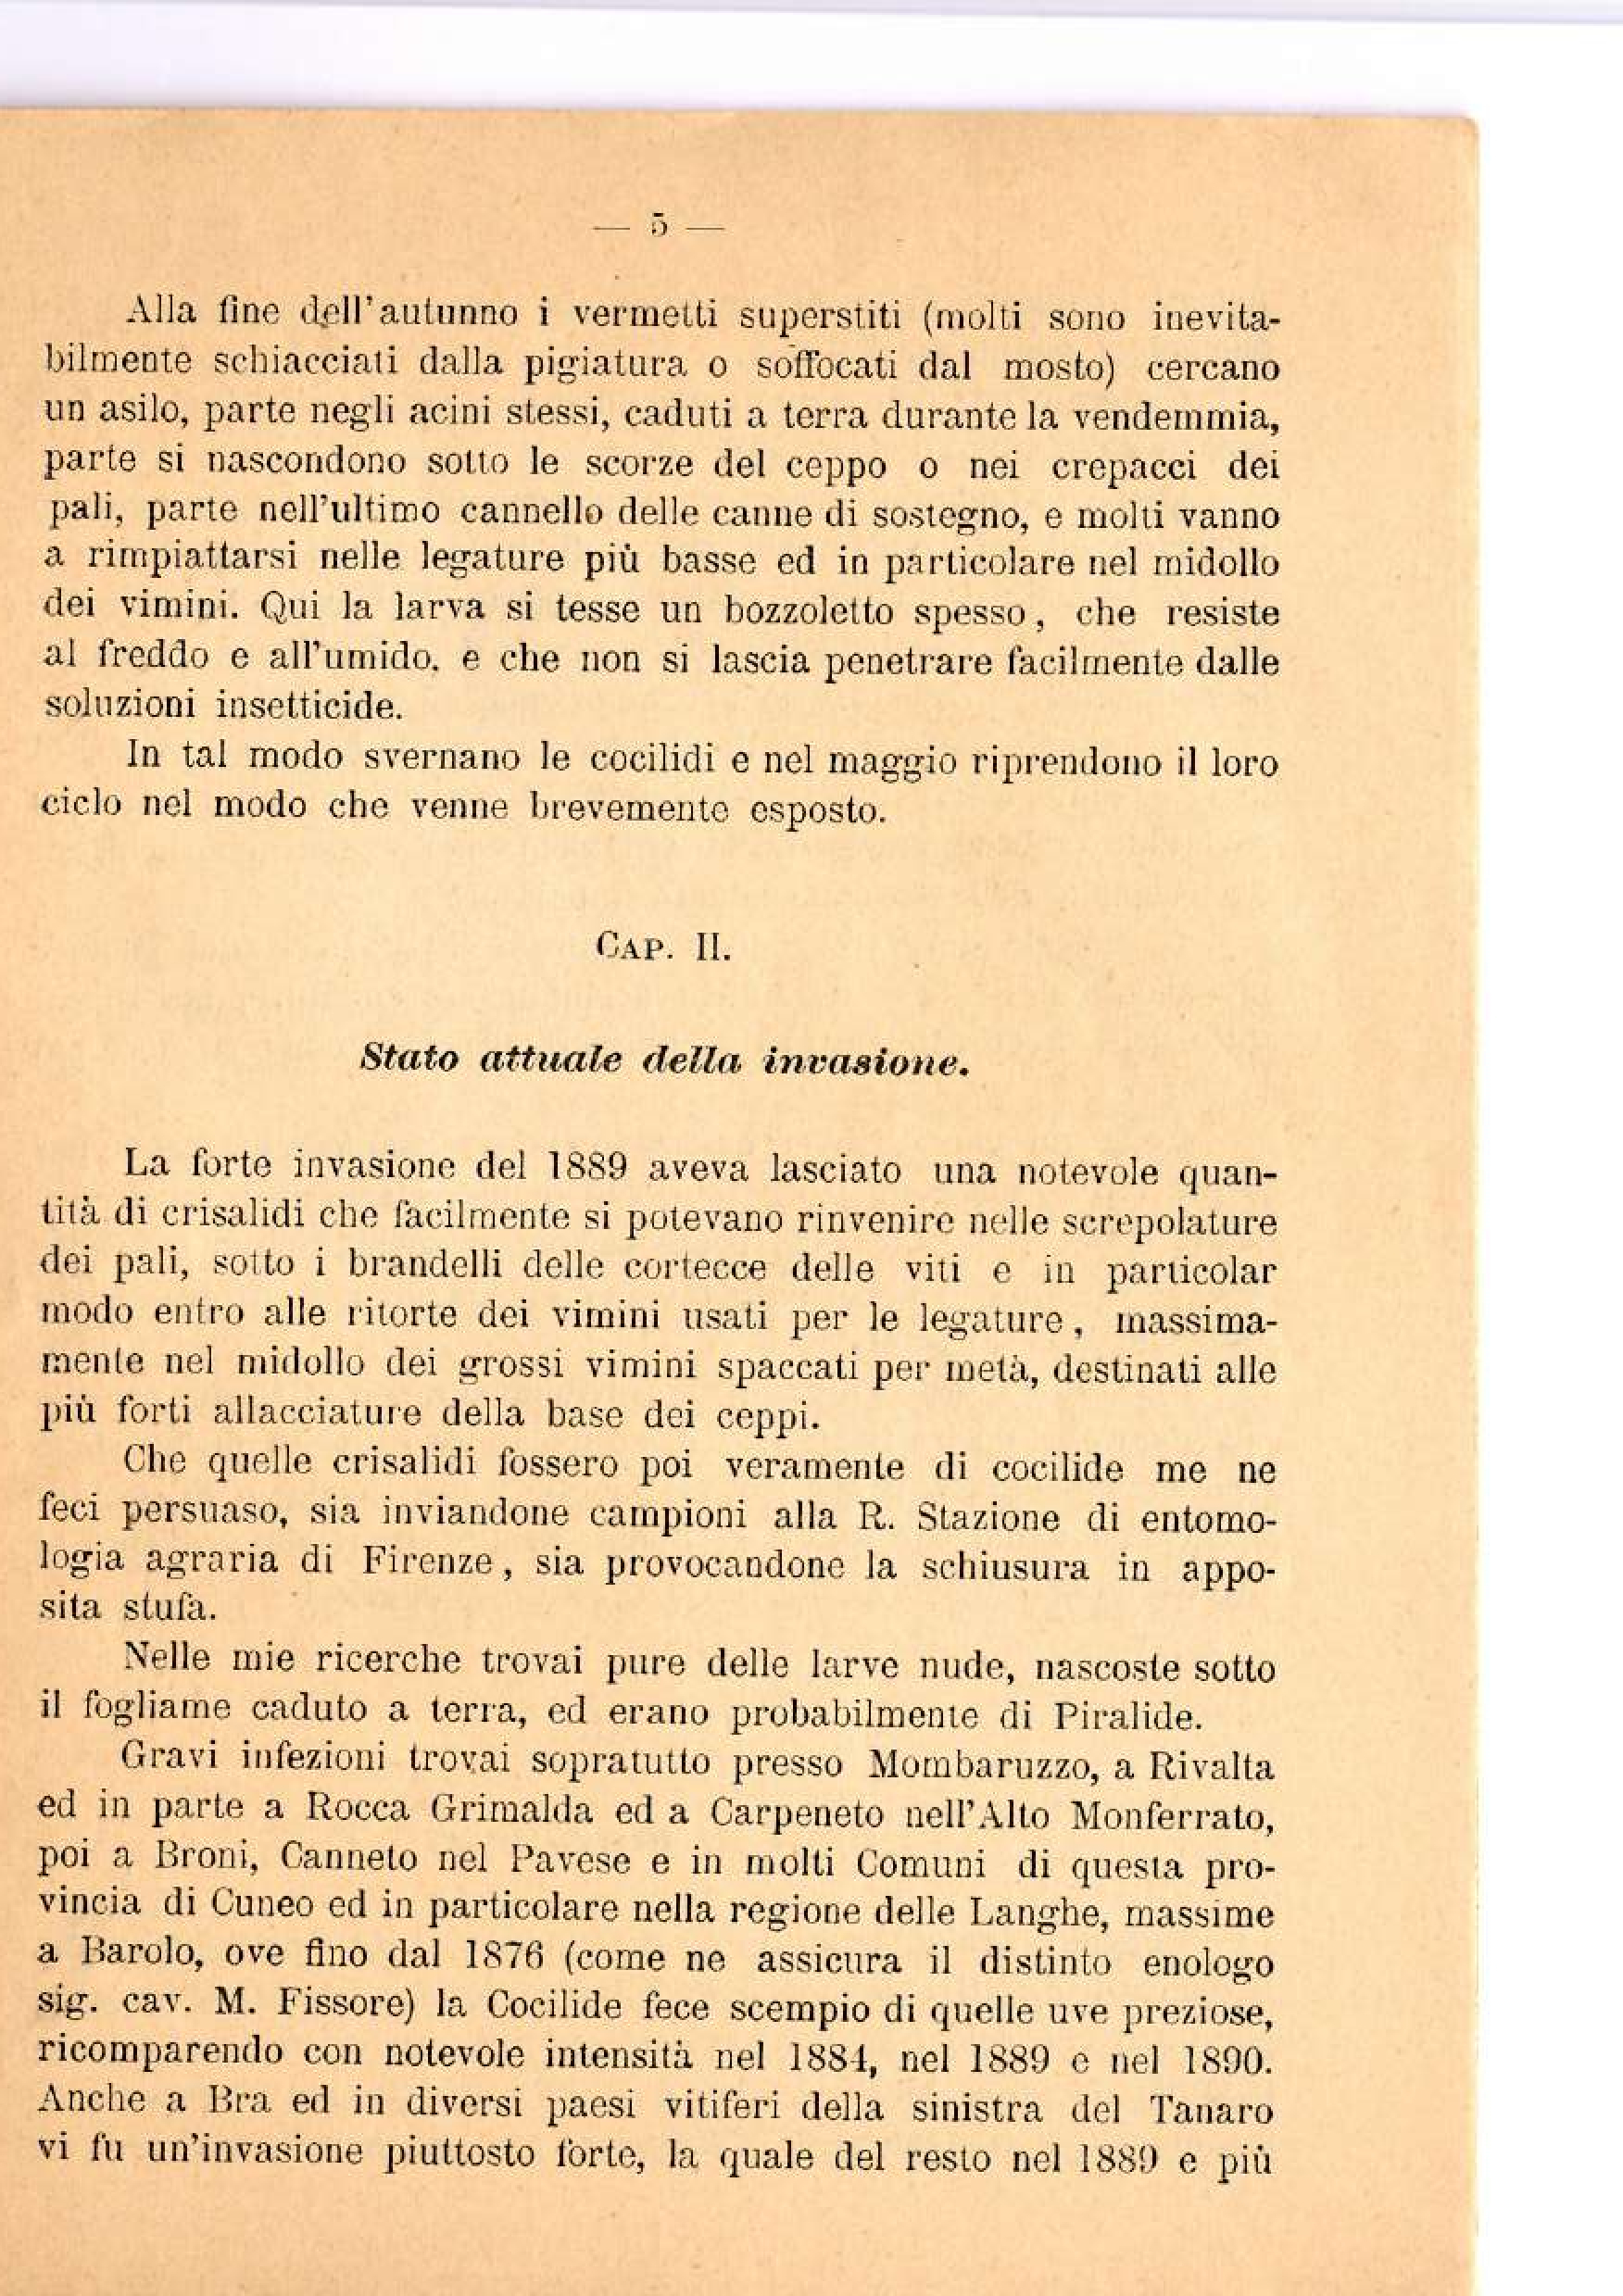 — 5 —
Alla fine dell'autunno i vermetti superstiti (molti sono inevita-
bilmente schiacciati dalla pigiatura o soffocati dal mosto) cercano
un asilo, parte negli acini stessi, caduti a terra durante la vendemmia,
parte si nascondono sotto le scorze del ceppo o nei crepacci dei
pali, parte nell'ultimo cannello delle canne di sostegno, e molti vanno
a rimpiattarsi nelle legature più basse ed in particolare nel midollo
dei vimini. Qui la larva si tesse un bozzoletto spesso, che resiste
al freddo e all'umido, e che non si lascia penetrare facilmente dalle
soluzioni insetticide.
In tal modo svernano le cocilidi e nel maggio riprendono il loro
ciclo nel modo che venne brevemente esposto.
CAP. II.
Stato attuale della invasione.
La forte invasione del 1889 aveva lasciato una notevole quan-
tità di crisalidi che facilmente si potevano rinvenire nelle screpolature
dei pali, sotto i brandelli delle cortecce delle viti e in particolar
modo entro alle ritorte dei vimini usati per le legature, massima-
mente nel midollo dei grossi vimini spaccati per metà, destinati alle
più forti allacciature della base dei ceppi.
Che quelle crisalidi fossero poi veramente di cocilide me ne
feci persuaso, sia inviandone campioni alla R. Stazione di entomo-
logia agraria di Firenze, sia provocandone la schiusura in appo-
sita stufa.
Nelle mie ricerche trovai pure delle larve nude, nascoste sotto
il fogliame caduto a terra, ed erano probabilmente di Piralide.
Gravi infezioni trovai sopratutto presso Mombaruzzo, a Rivalta
ed in parte a Rocca Grimalda ed a Carpeneto nell'Alto Monferrato,
poi a Broni, Canneto nel Pavese e in molti Comuni di questa pro-
vincia di Cuneo ed in particolare nella regione delle Langhe, massime
a Barolo, ove fino dal 1876 (come ne assicura il distinto enologo
sig. cav. M. Fissore) la Cocilide fece scempio di quelle uve preziose,
ricomparendo con notevole intensità nel 1884, nel 1889 e nel 1890.
Anche a Bra ed in diversi paesi vitiferi della sinistra del Tanaro
vi fu un'invasione piuttosto forte, la quale del resto nel 1889 e più